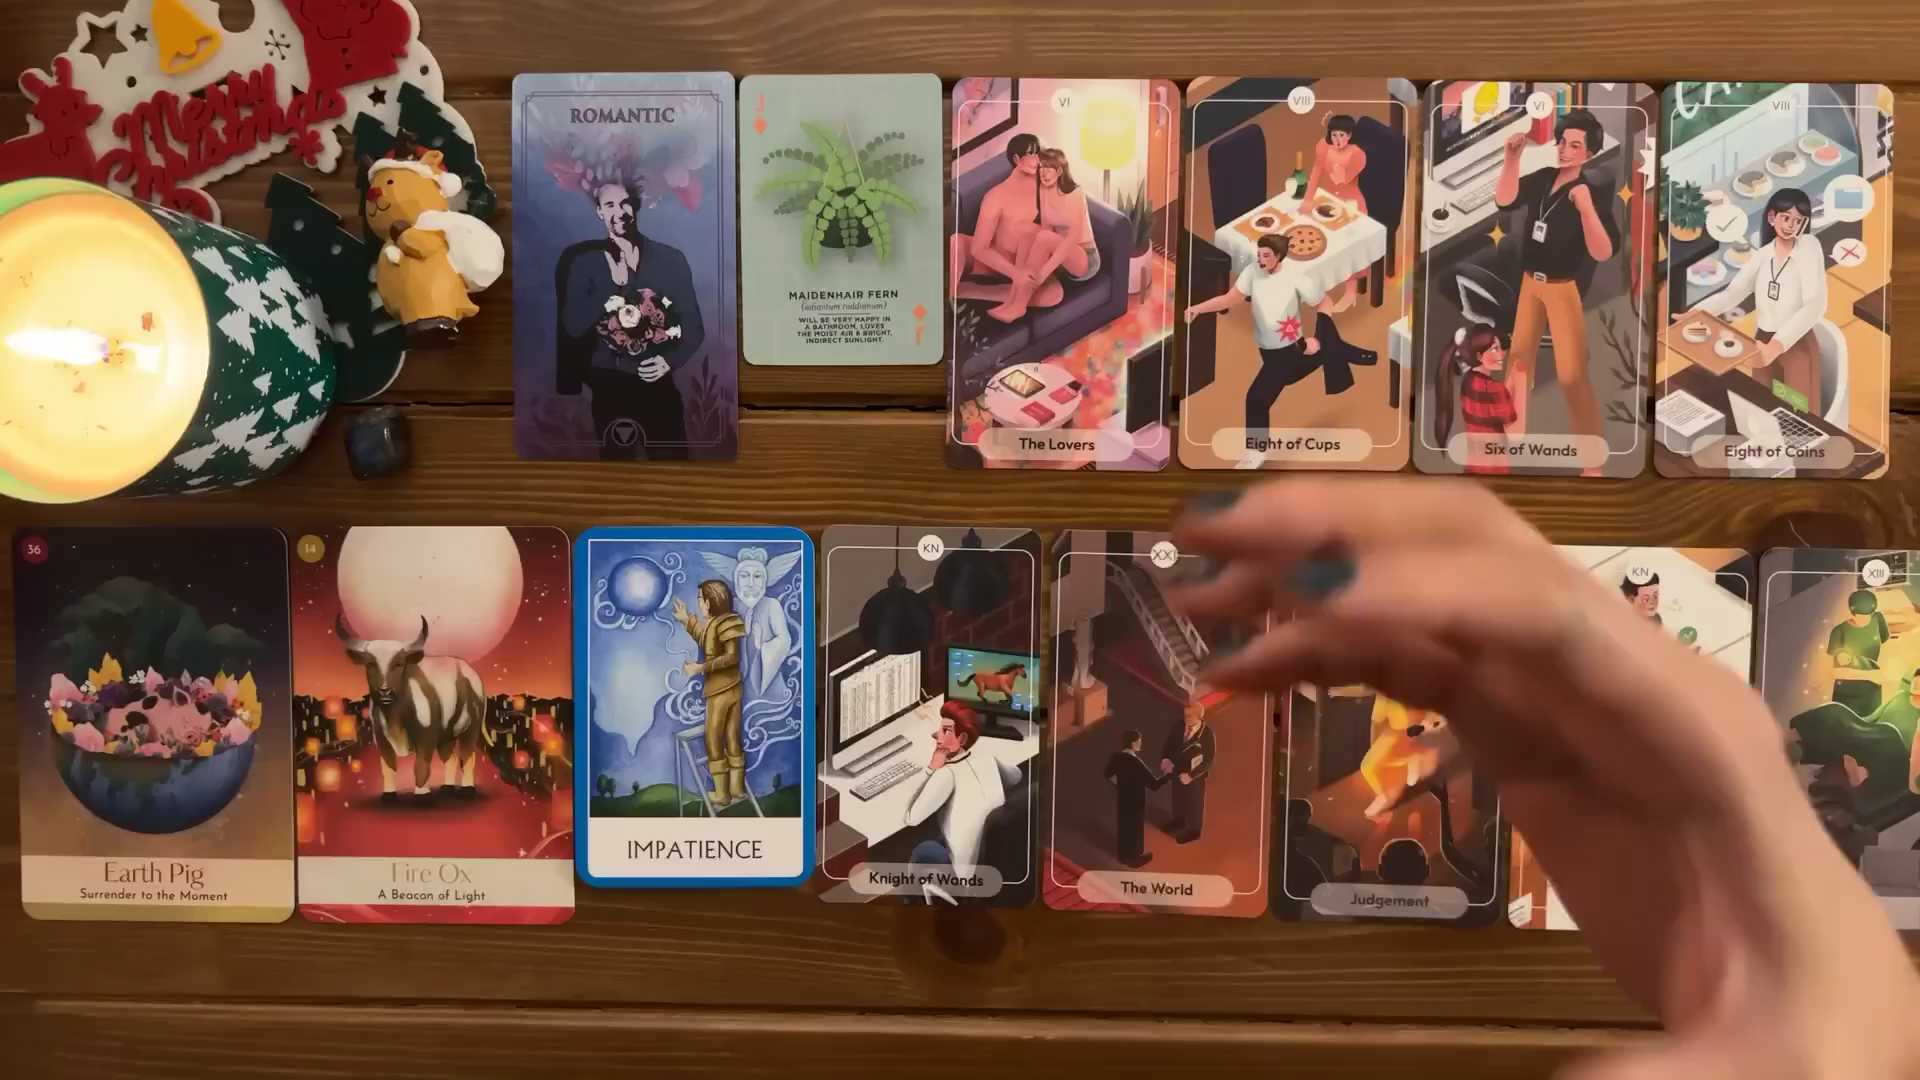 Merry
Christmas
ROMANTIC
J
MAIDENHAIR FERN
(adiantum raddianum)
WILL BE VERY HAPPY IN
A BATHROOM, LOVES
THE MOIST AIR & BRIGHT,
INDIRECT SUNLIGHT.
J
VI
The Lovers
VIII
Eight of Cups
VI
Six of Wands
VIII
Eight of Coins
36
Earth Pig
Surrender to the Moment
14
Fire Ox
A Beacon of Light
IMPATIENCE
KN
Knight of Wands
XXI
The World
Judgement
KN
XIII